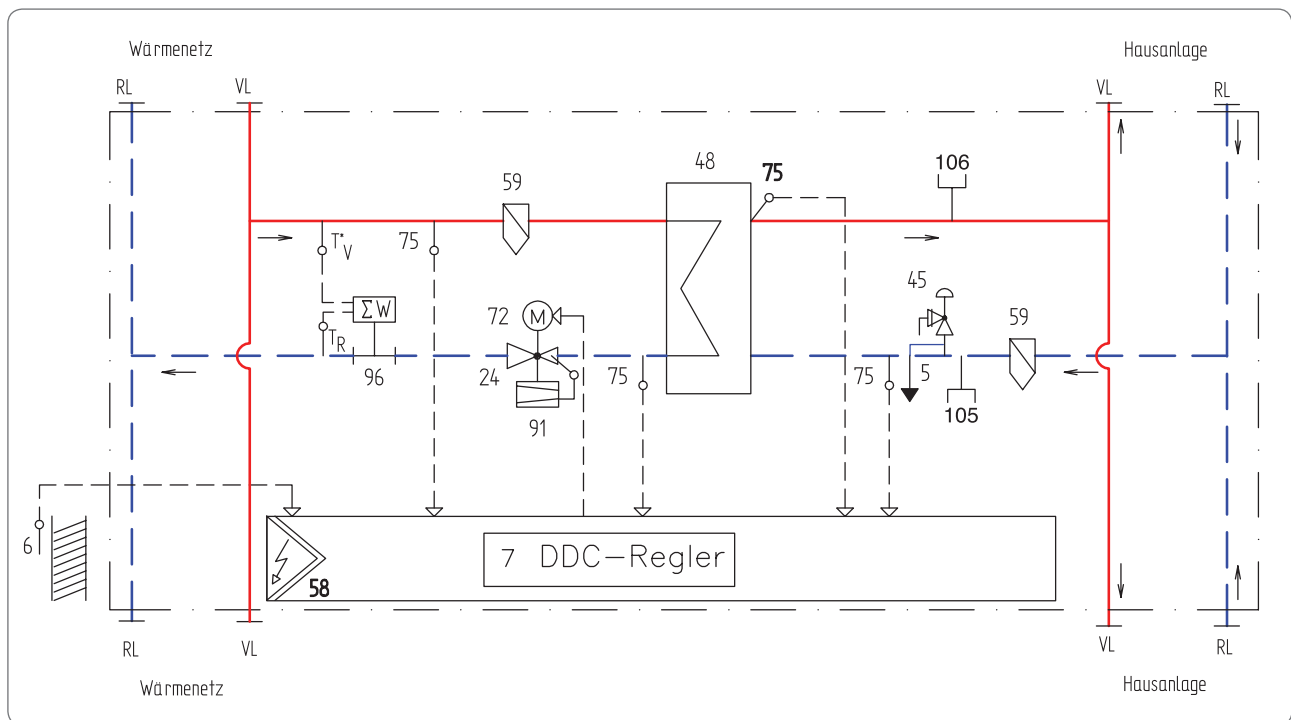 Wärmenetz
Hausanlage
RL
VL
VL
RL
48
75
106
59
T*V
75
45
ΣW
72
M
59
TR
96
24
75
75
5
105
91
6
7 DDC-Regler
58
RL
VL
VL
RL
Wärmenetz
Hausanlage